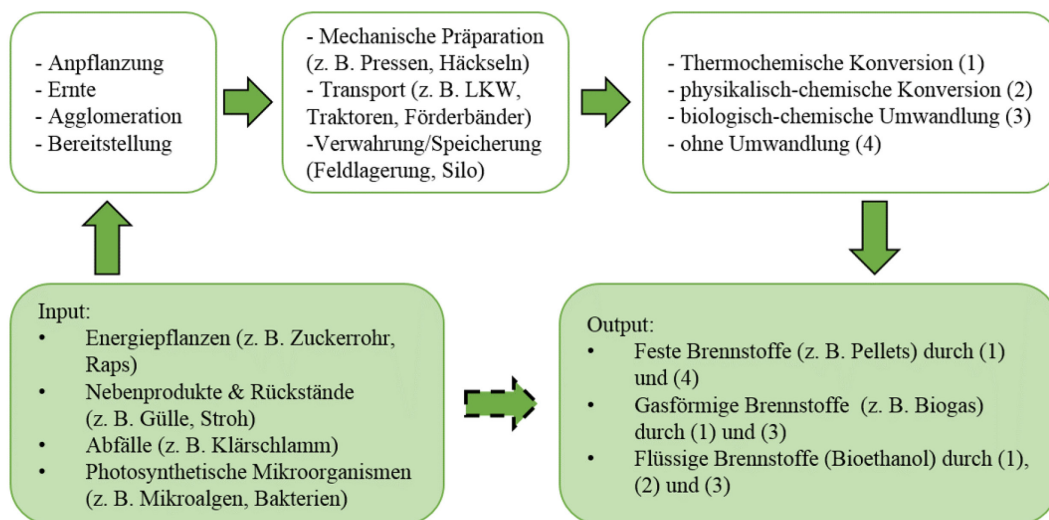 - Anpflanzung
- Ernte
- Agglomeration
- Bereitstellung
- Mechanische Präparation
(z. B. Pressen, Häckseln)
- Transport (z. B. LKW,
Traktoren, Förderbänder)
-Verwahrung/Speicherung
(Feldlagerung, Silo)
- Thermochemische Konversion (1)
- physikalisch-chemische Konversion (2)
- biologisch-chemische Umwandlung (3)
- ohne Umwandlung (4)
Input:
• Energiepflanzen (z. B. Zuckerrohr,
Raps)
• Nebenprodukte & Rückstände
(z. B. Gülle, Stroh)
• Abfälle (z. B. Klärschlamm)
• Photosynthetische Mikroorganismen
(z. B. Mikroalgen, Bakterien)
Output:
• Feste Brennstoffe (z. B. Pellets) durch (1)
und (4)
• Gasförmige Brennstoffe (z. B. Biogas)
durch (1) und (3)
• Flüssige Brennstoffe (Bioethanol) durch (1),
(2) und (3)